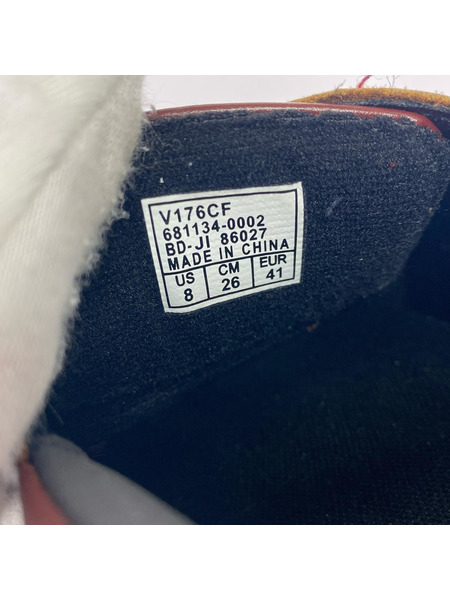 V176CF
681134-0002
BD-JI 86027
MADE IN CHINA
US CM EUR
8 26 41